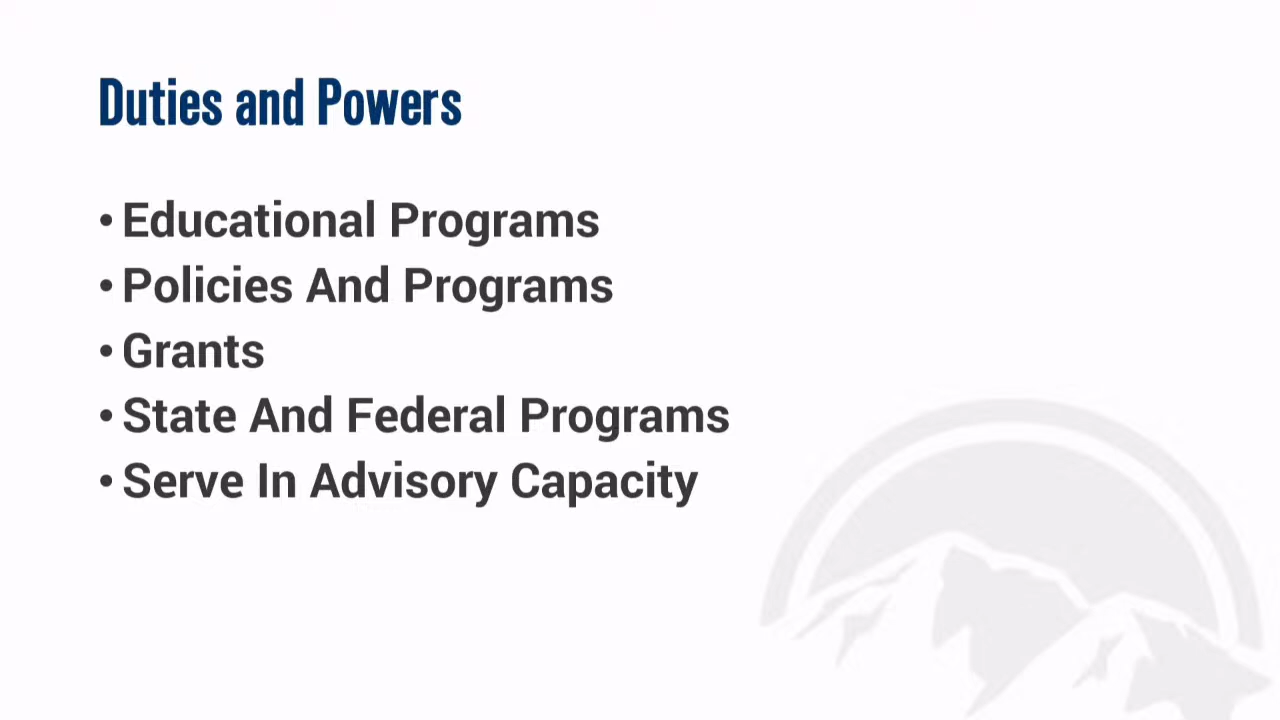 Duties and Powers
• Educational Programs
• Policies And Programs
• Grants
• State And Federal Programs
• Serve In Advisory Capacity